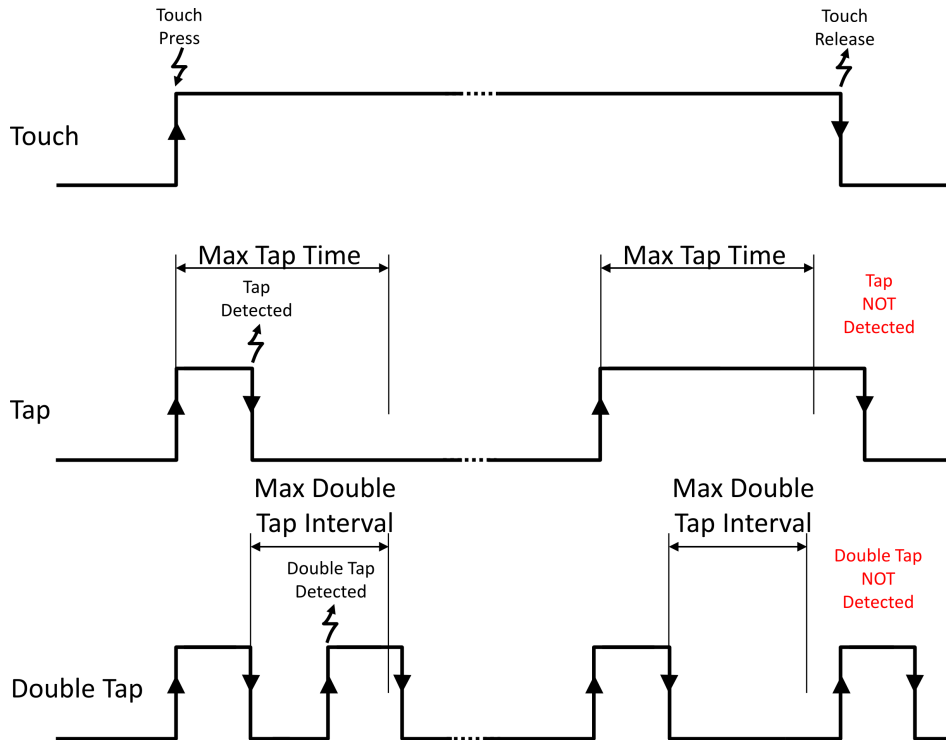 Touch
Press
Touch
Release
Touch
Max Tap Time
Max Tap Time
Tap
Detected
Tap
NOT
Detected
Tap
Max Double
Tap Interval
Max Double
Tap Interval
Double Tap
Detected
Double Tap
NOT
Detected
Double Tap